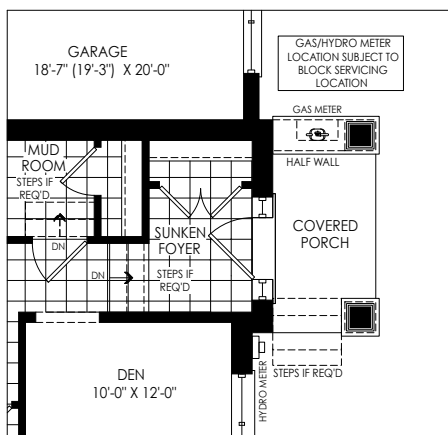 GARAGE
18'-7" (19'-3") X 20'-0"
GAS/HYDRO METER
LOCATION SUBJECT TO
BLOCK SERVICING
LOCATION
GAS METER
HALF WALL
MUD
ROOM
STEPS IF
REQ'D
DN
SUNKEN
FOYER
COVERED
PORCH
DN
STEPS IF
REQ'D
DEN
10'-0" X 12'-0"
HYDRO METER
STEPS IF REQ'D